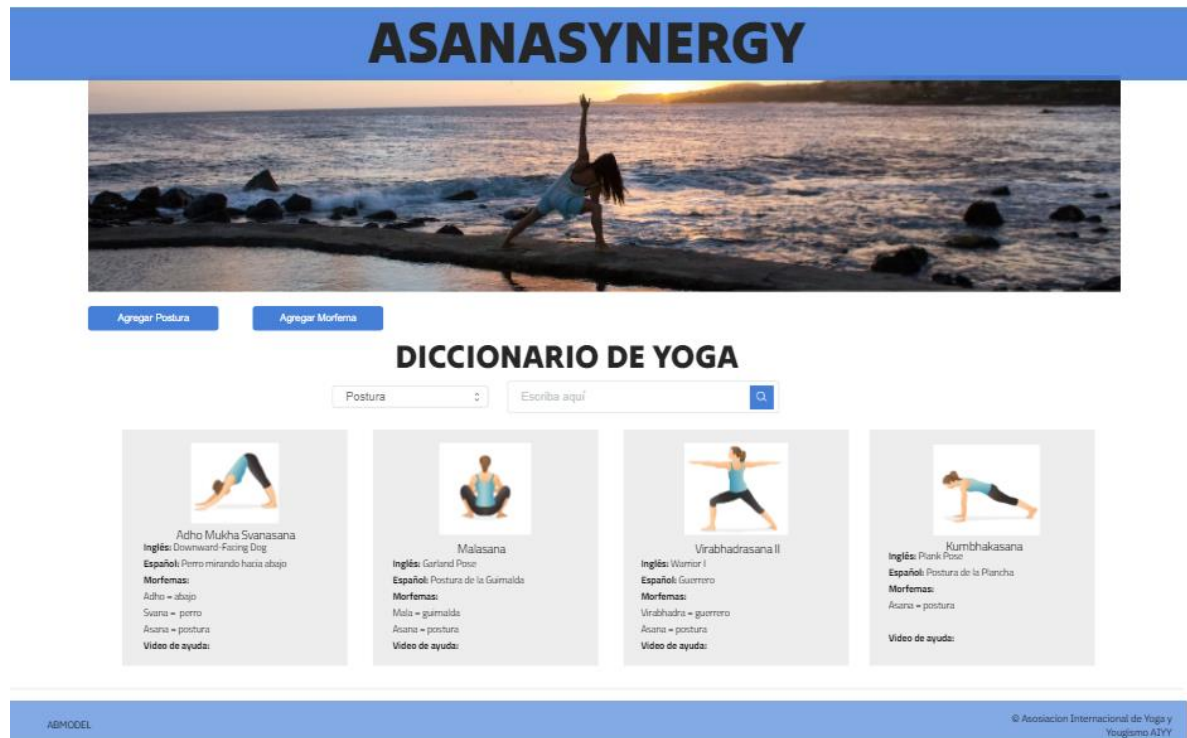 ASANASYNERGY
Agregar Postura
Agregar Morfema
DICCIONARIO DE YOGA
Postura
Escriba aquí
Adho Mukha Svanasana
Inglés: Downward-Facing Dog
Español: Perro mirando hacia abajo
Morfemas:
Adho = abajo
Svana = perro
Asana = postura
Video de ayuda:
Malasana
Inglés: Garland Pose
Español: Postura de la Guirnalda
Morfemas:
Mala = guirnalda
Asana = postura
Video de ayuda:
Virabhadrasana II
Inglés: Warrior I
Español: Guerrero
Morfemas:
Virabhadra = guerrero
Asana = postura
Video de ayuda:
Kumbhakasana
Inglés: Plank Pose
Español: Postura de la Plancha
Morfemas:
Asana = postura
Video de ayuda:
ABMODEL
© Asosiacion Internacional de Yoga y
Yougismo AIYY